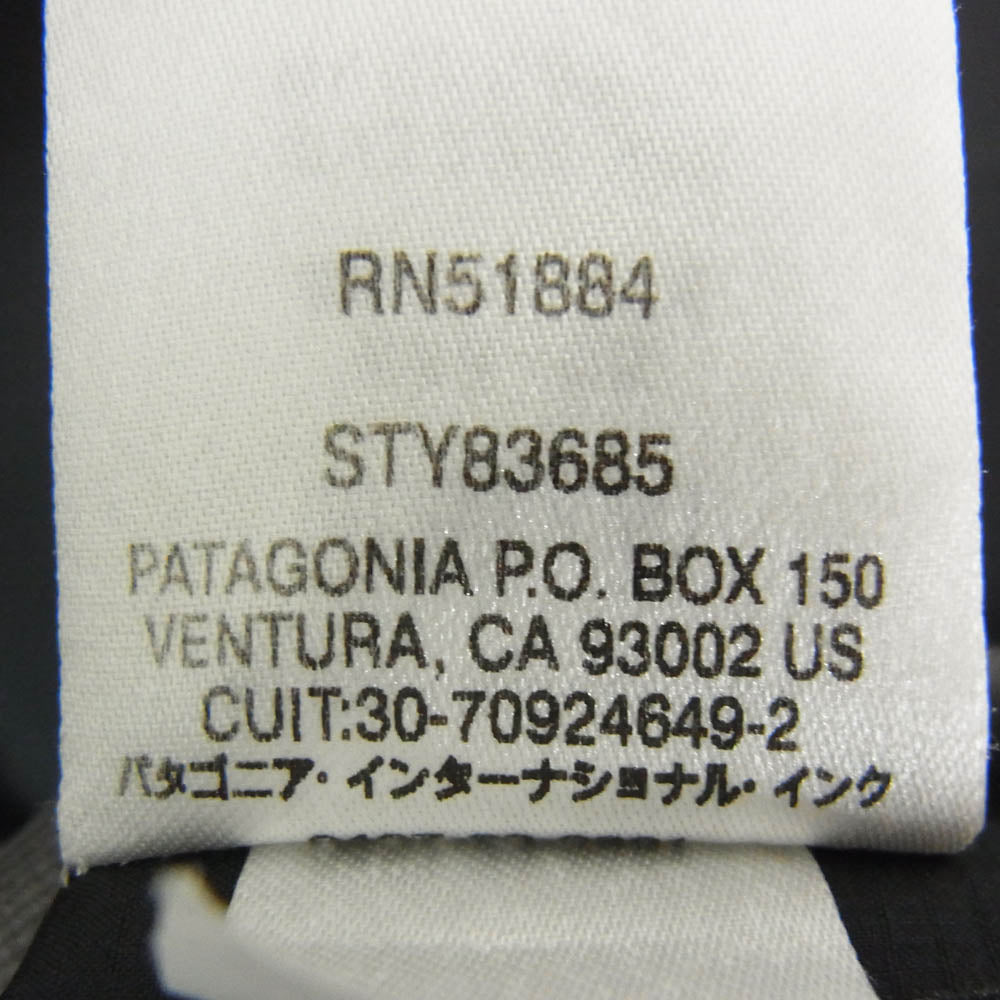 RN51884
STY83685
PATAGONIA P.O. BOX 150
VENTURA, CA 93002 US
CUIT:30-70924649-2
パタゴニア・インターナショナル・インク